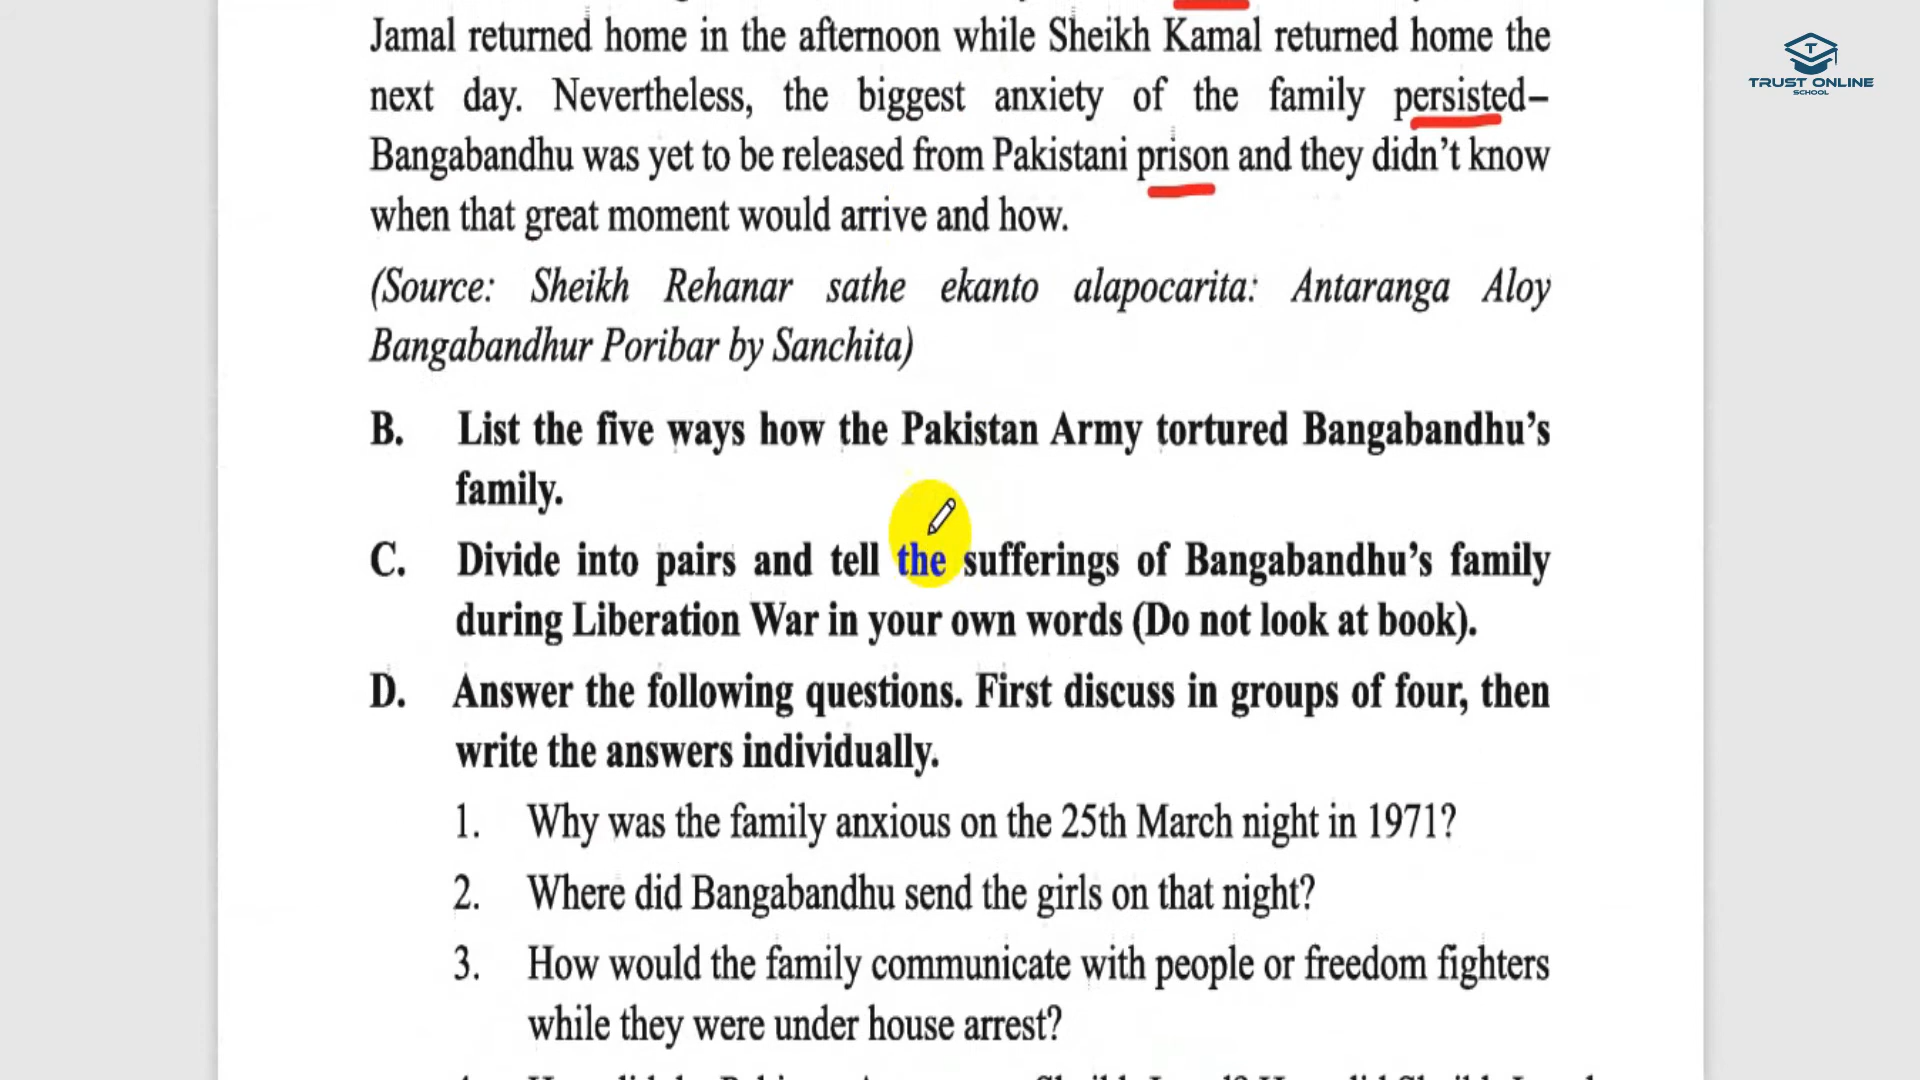 Jamal returned home in the afternoon while Sheikh Kamal returned home the
next day. Nevertheless, the biggest anxiety of the family persisted–
Bangabandhu was yet to be released from Pakistani prison and they didn’t know
when that great moment would arrive and how.
(Source: Sheikh Rehanar sathe ekanto alapocarita: Antaranga Aloy
Bangabandhur Poribar by Sanchita)
B. List the five ways how the Pakistan Army tortured Bangabandhu’s
family.
C. Divide into pairs and tell the sufferings of Bangabandhu’s family
during Liberation War in your own words (Do not look at book).
D. Answer the following questions. First discuss in groups of four, then
write the answers individually.
1. Why was the family anxious on the 25th March night in 1971?
2. Where did Bangabandhu send the girls on that night?
3. How would the family communicate with people or freedom fighters
while they were under house arrest?
T
TRUST ONLINE
SCHOOL